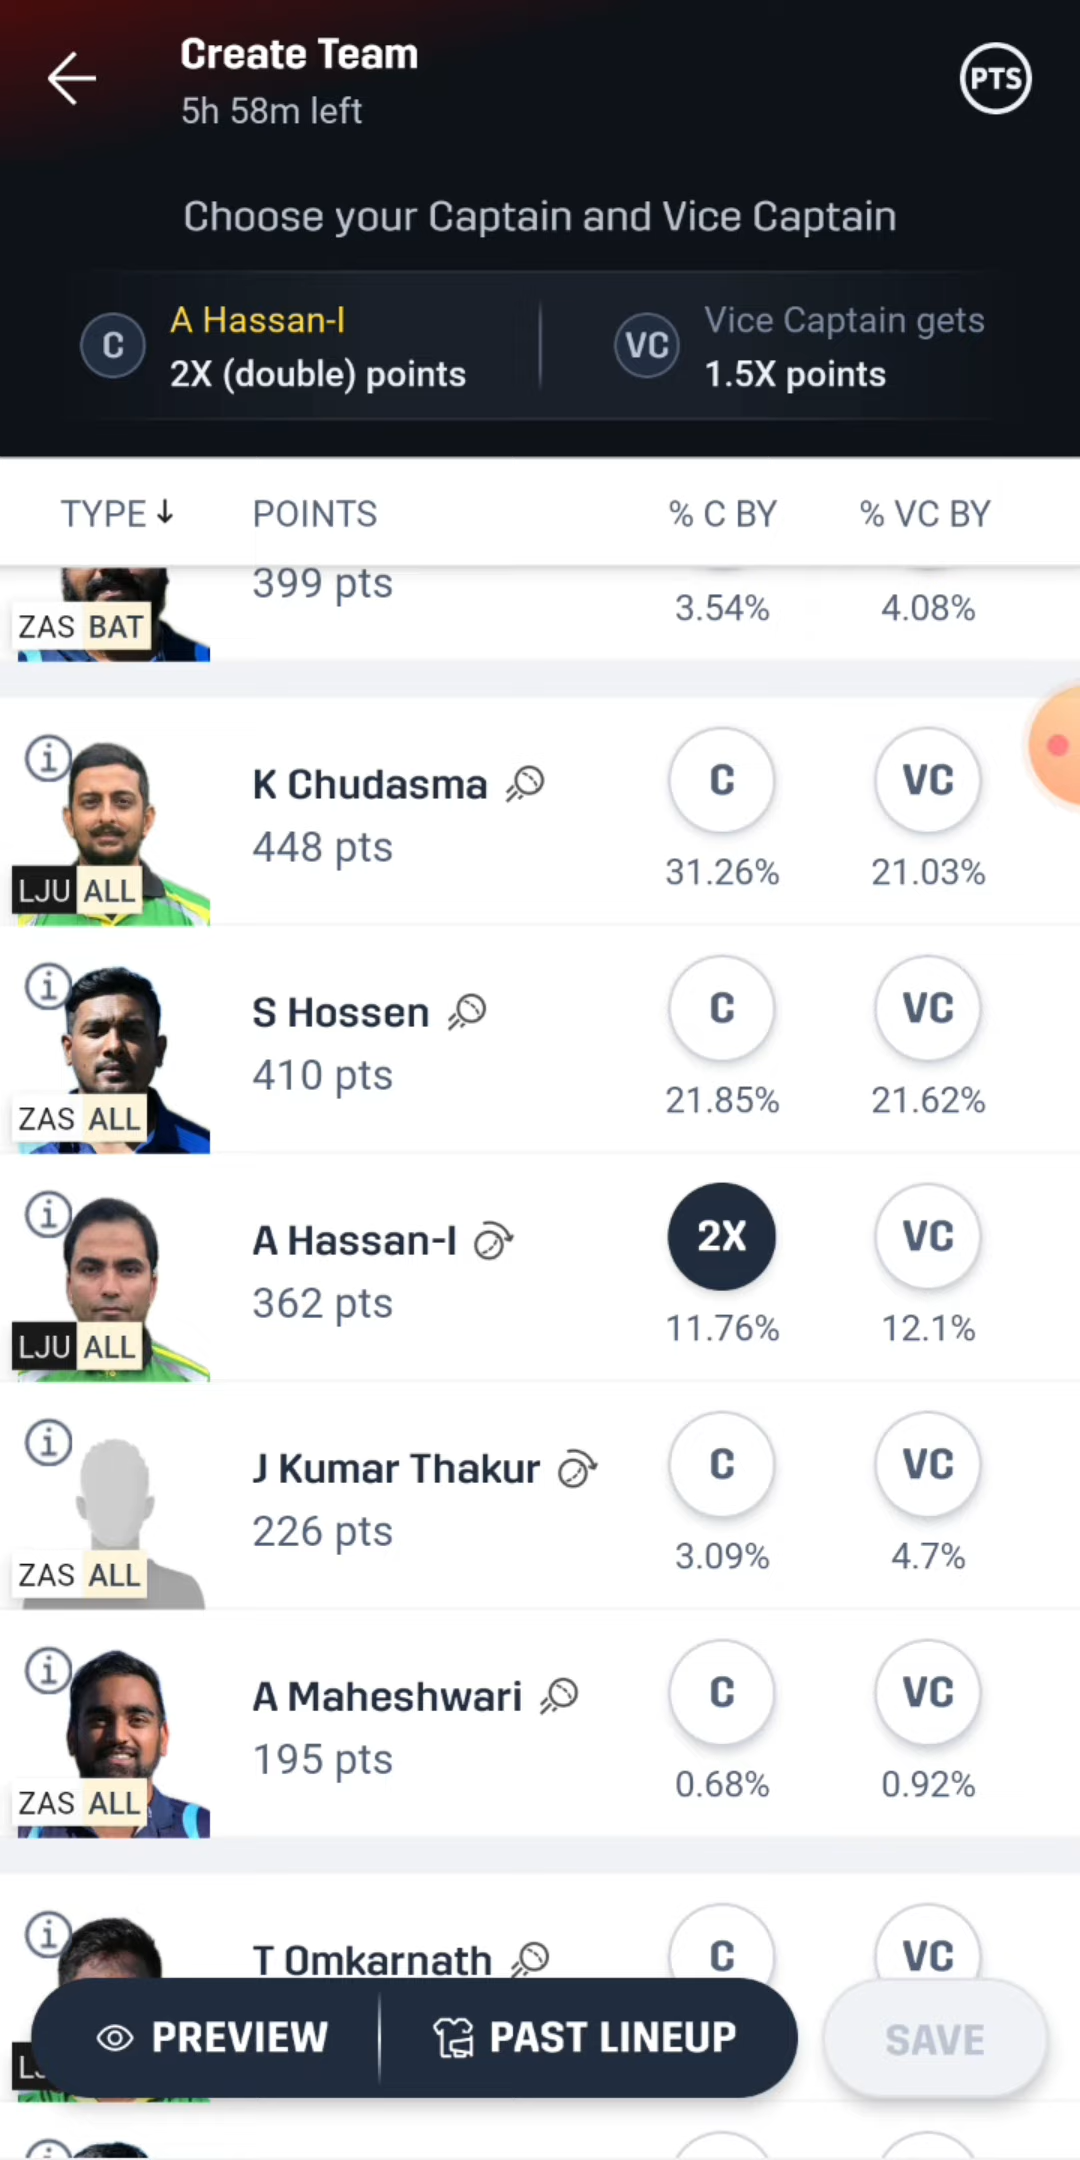 Create Team
5h 58m left
PTS
Choose your Captain and Vice Captain
C
A Hassan-I
2X (double) points
VC
Vice Captain gets
1.5X points
TYPE ↓ POINTS % C BY % VC BY
399 pts
3.54% 4.08%
ZAS BAT
K Chudasma C VC
448 pts 31.26% 21.03%
LJU ALL
S Hossen C VC
410 pts 21.85% 21.62%
ZAS ALL
A Hassan-I 2X VC
362 pts 11.76% 12.1%
LJU ALL
J Kumar Thakur C VC
226 pts 3.09% 4.7%
ZAS ALL
A Maheshwari C VC
195 pts 0.68% 0.92%
ZAS ALL
T Omkarnath C VC
PREVIEW PAST LINEUP SAVE